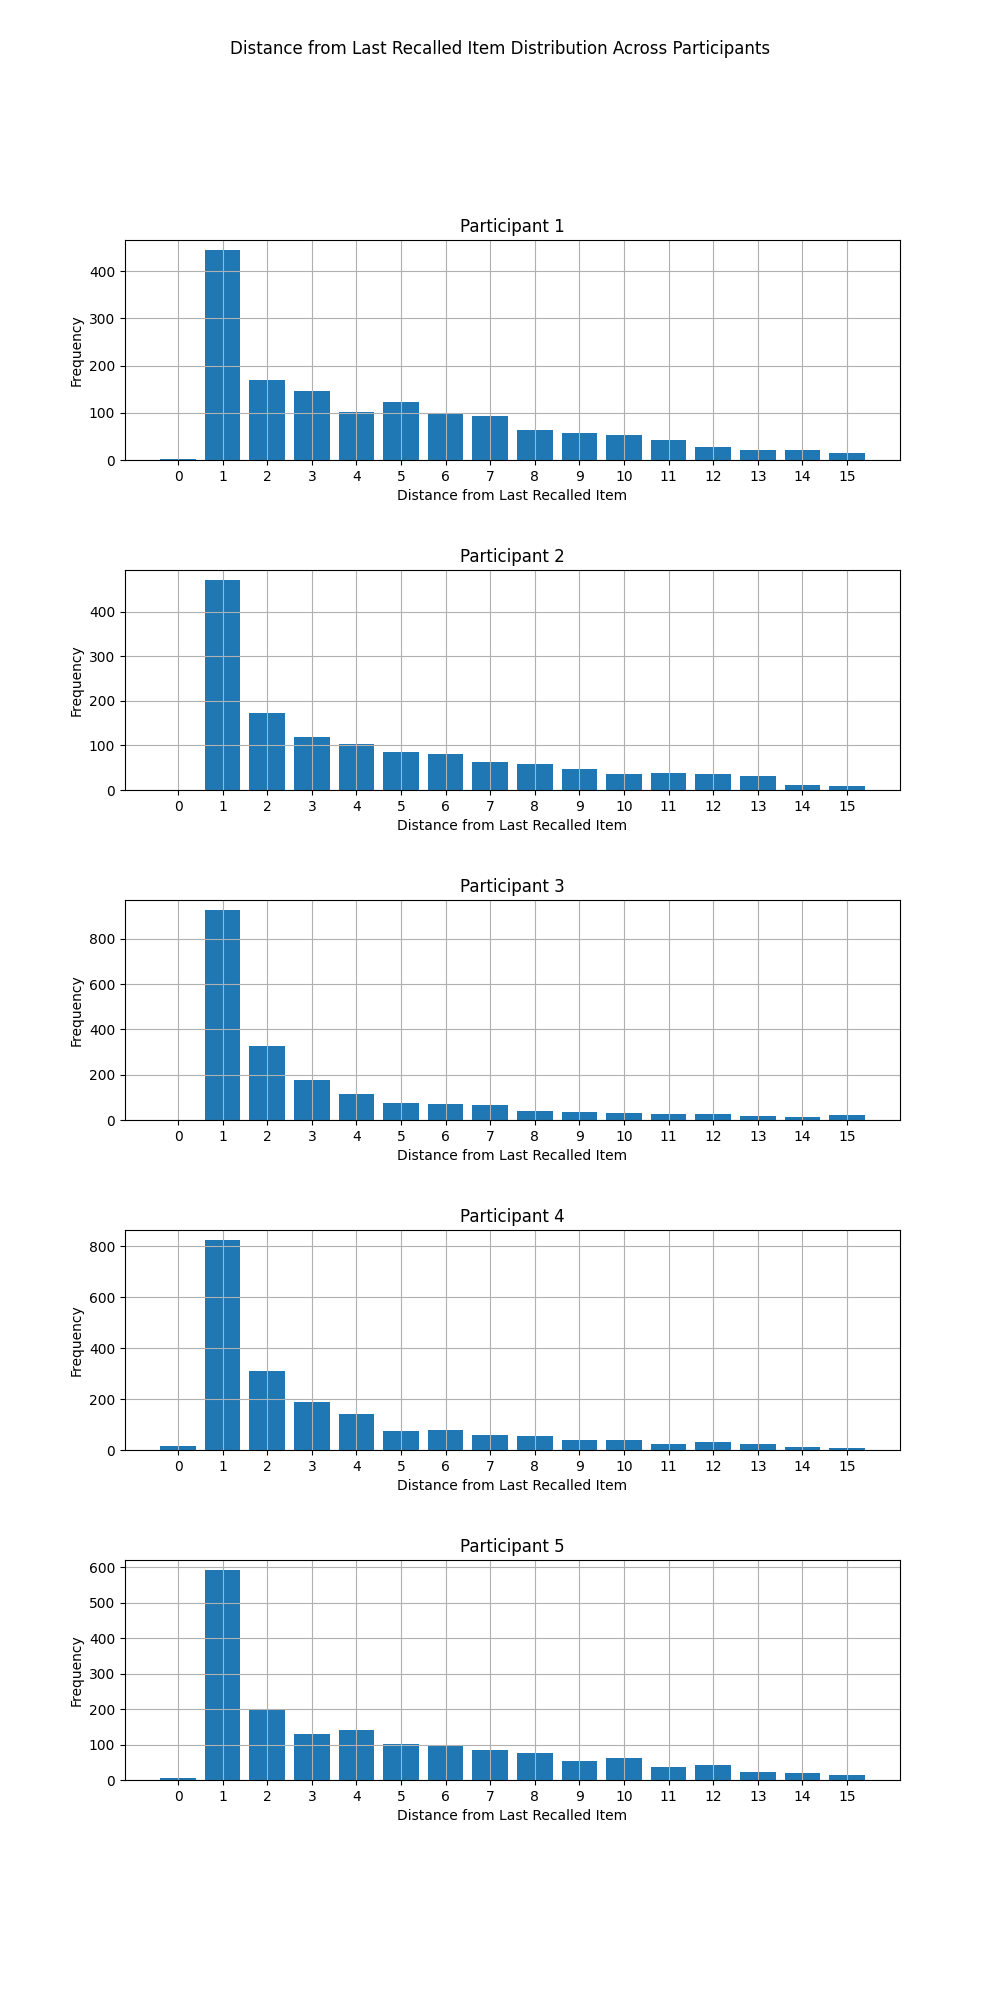 Distance from Last Recalled Item Distribution Across Participants
Participant 1
Frequency
400
300
200
100
0
0 1 2 3 4 5 6 7 8 9 10 11 12 13 14 15
Distance from Last Recalled Item
Participant 2
Frequency
400
300
200
100
0
0 1 2 3 4 5 6 7 8 9 10 11 12 13 14 15
Distance from Last Recalled Item
Participant 3
Frequency
800
600
400
200
0
0 1 2 3 4 5 6 7 8 9 10 11 12 13 14 15
Distance from Last Recalled Item
Participant 4
Frequency
800
600
400
200
0
0 1 2 3 4 5 6 7 8 9 10 11 12 13 14 15
Distance from Last Recalled Item
Participant 5
Frequency
600
500
400
300
200
100
0
0 1 2 3 4 5 6 7 8 9 10 11 12 13 14 15
Distance from Last Recalled Item